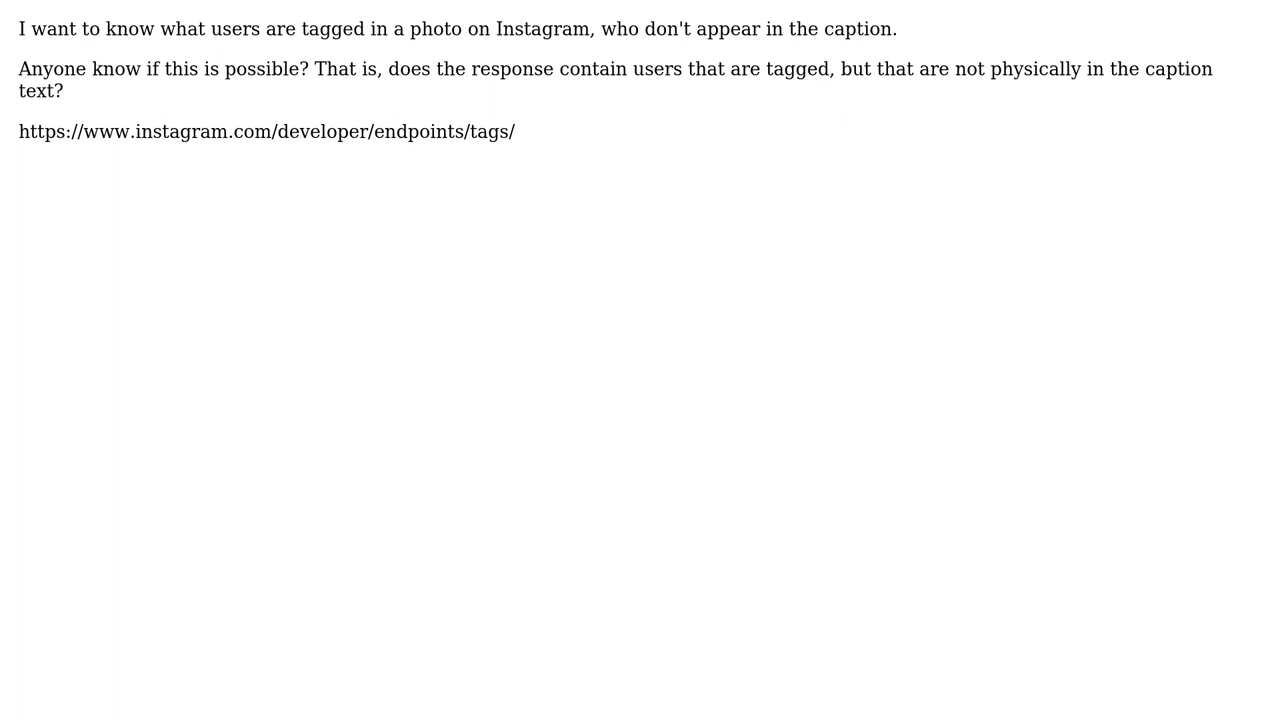 I want to know what users are tagged in a photo on Instagram, who don't appear in the caption.
Anyone know if this is possible? That is, does the response contain users that are tagged, but that are not physically in the caption
text?
https://www.instagram.com/developer/endpoints/tags/